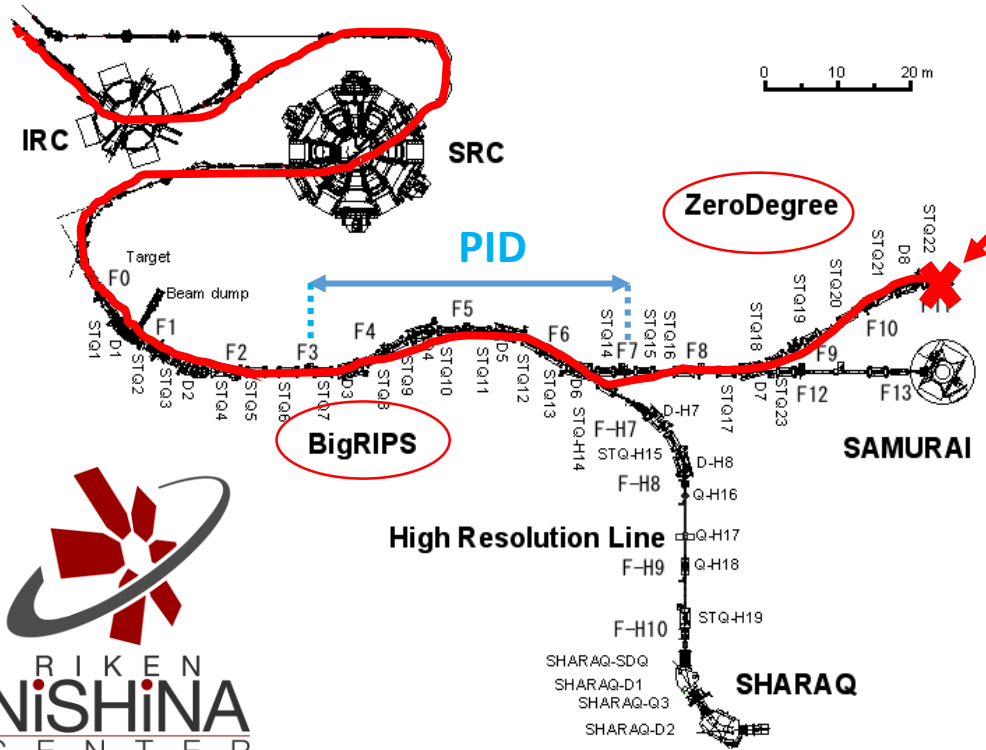 0 10 20 m
IRC
SRC
ZeroDegree
PID
STQ22
D8
STQ21
STQ20
STQ19
STQ18
Target
F0
Beam dump
F1
F2
F3
F4
F5
F6
F7
F8
F9
F10
F11
F12
F13
STQ14
STQ15
STQ16
STQ1
D1
STQ2
STQ3
D2
STQ4
STQ5
STQ6
STQ7
D3
STQ8
STQ9
D4
STQ10
STQ11
D5
STQ12
STQ13
D6
STQ-H14
STQ17
D7
STQ23
BigRIPS
SAMURAI
F-H7
D-H7
STQ-H15
D-H8
F-H8
Q-H16
High Resolution Line
Q-H17
F-H9
Q-H18
F-H10
STQ-H19
SHARAQ-SDQ
SHARAQ-D1
SHARAQ-Q3
SHARAQ-D2
SHARAQ
RIKEN
NiSHiNA
CENTER